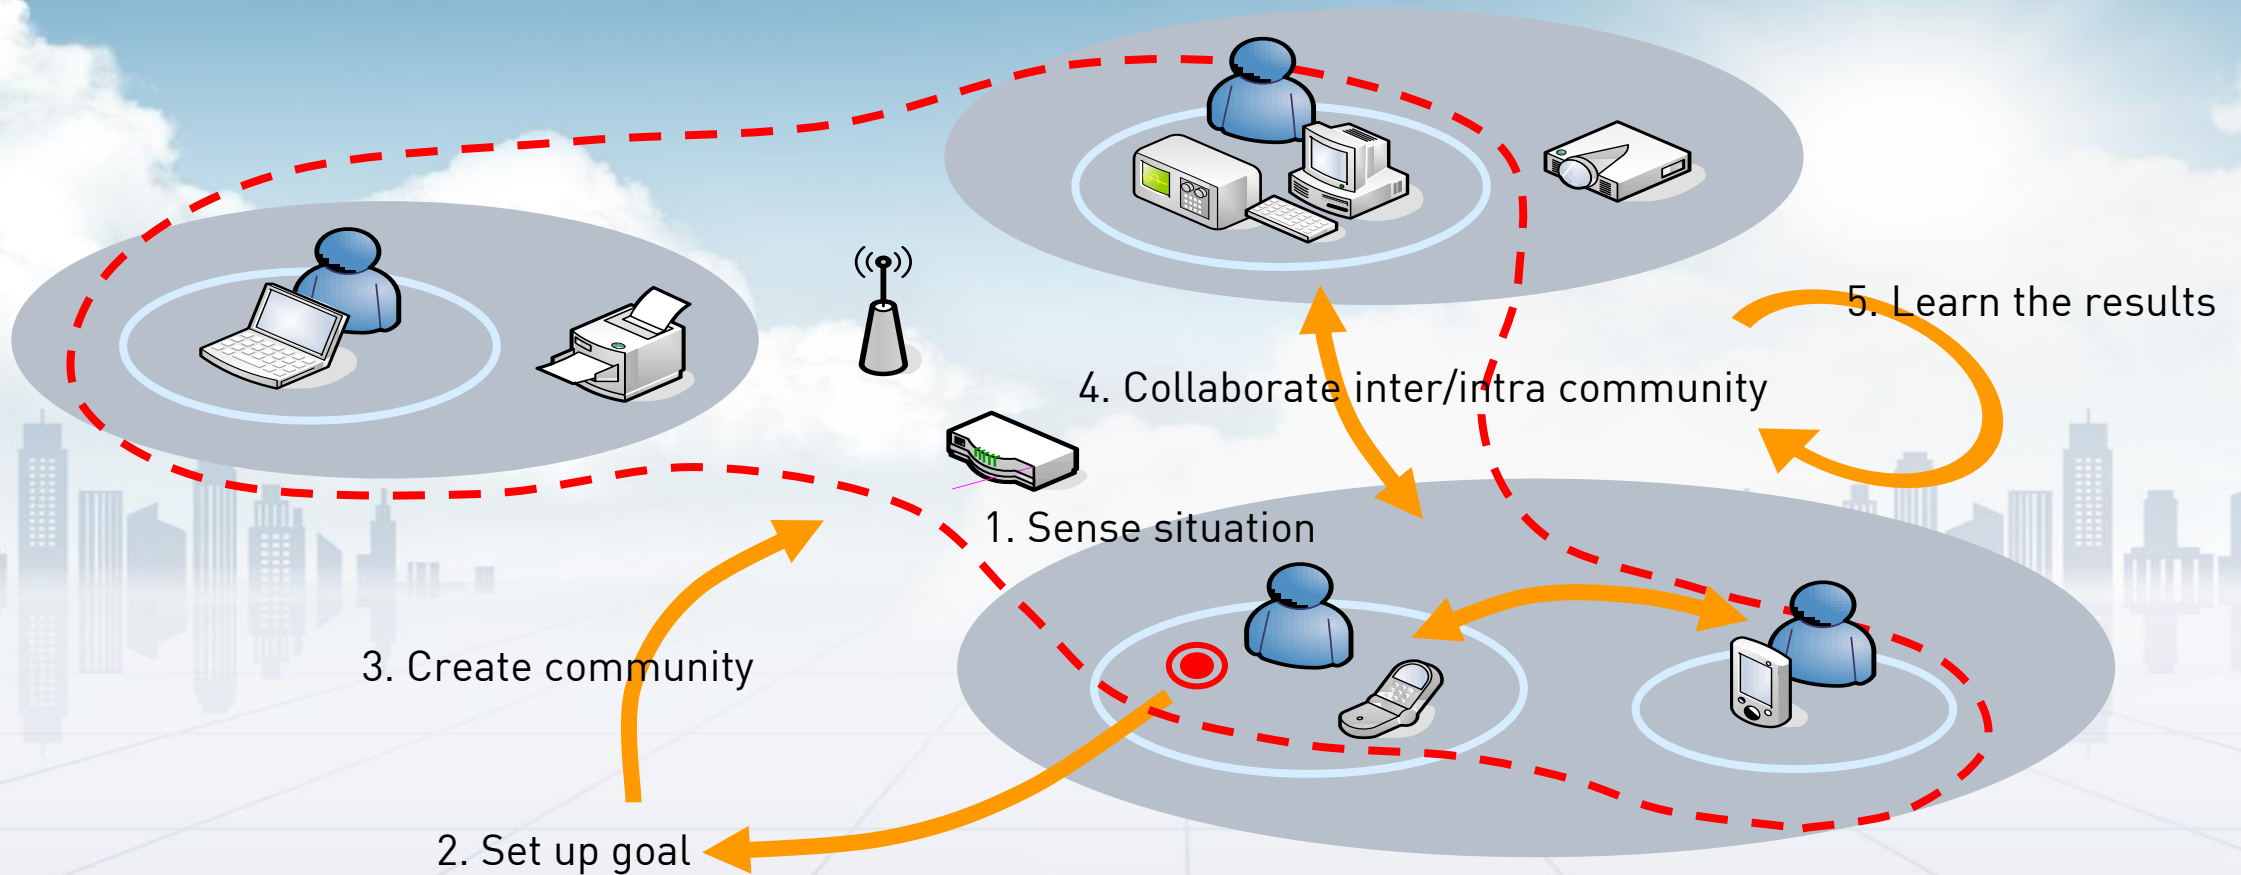 5. Learn the results
4. Collaborate inter/intra community
1. Sense situation
3. Create community
2. Set up goal